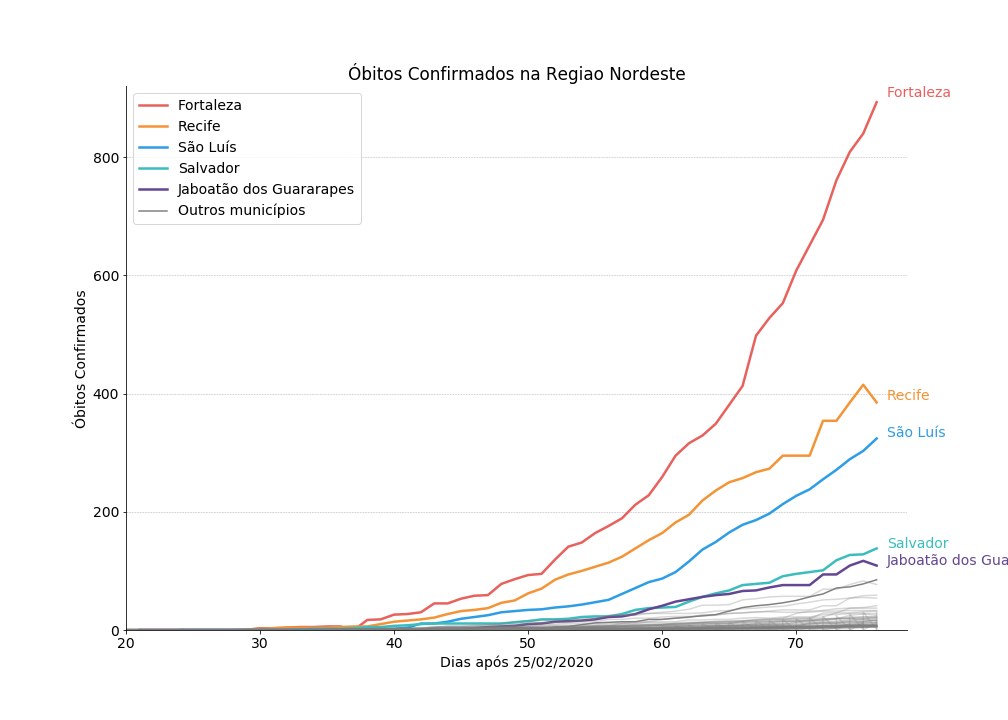 Óbitos Confirmados na Regiao Nordeste
Fortaleza
Recife
São Luís
Salvador
Jaboatão dos Guararapes
Outros municípios
Óbitos Confirmados
800
600
400
200
0
20
30
40
50
60
70
Dias após 25/02/2020
Fortaleza
Recife
São Luís
Salvador
Jaboatão dos Gua